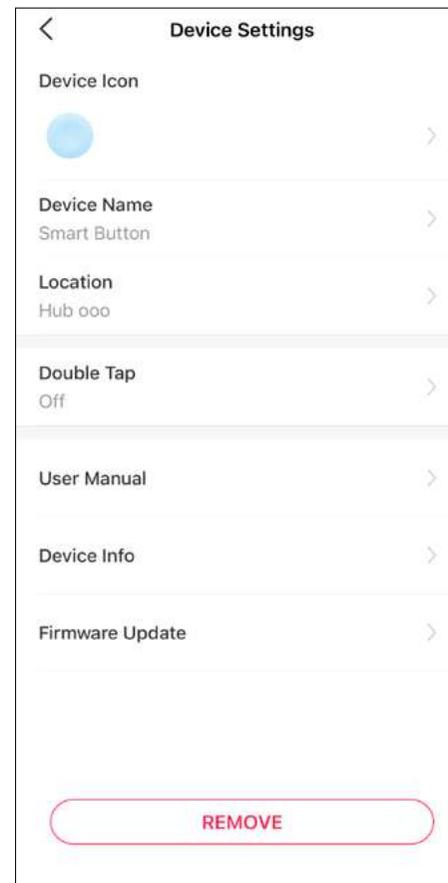 Device Settings
Device Icon
Device Name
Smart Button
Location
Hub ooo
Double Tap
Off
User Manual
Device Info
Firmware Update
REMOVE